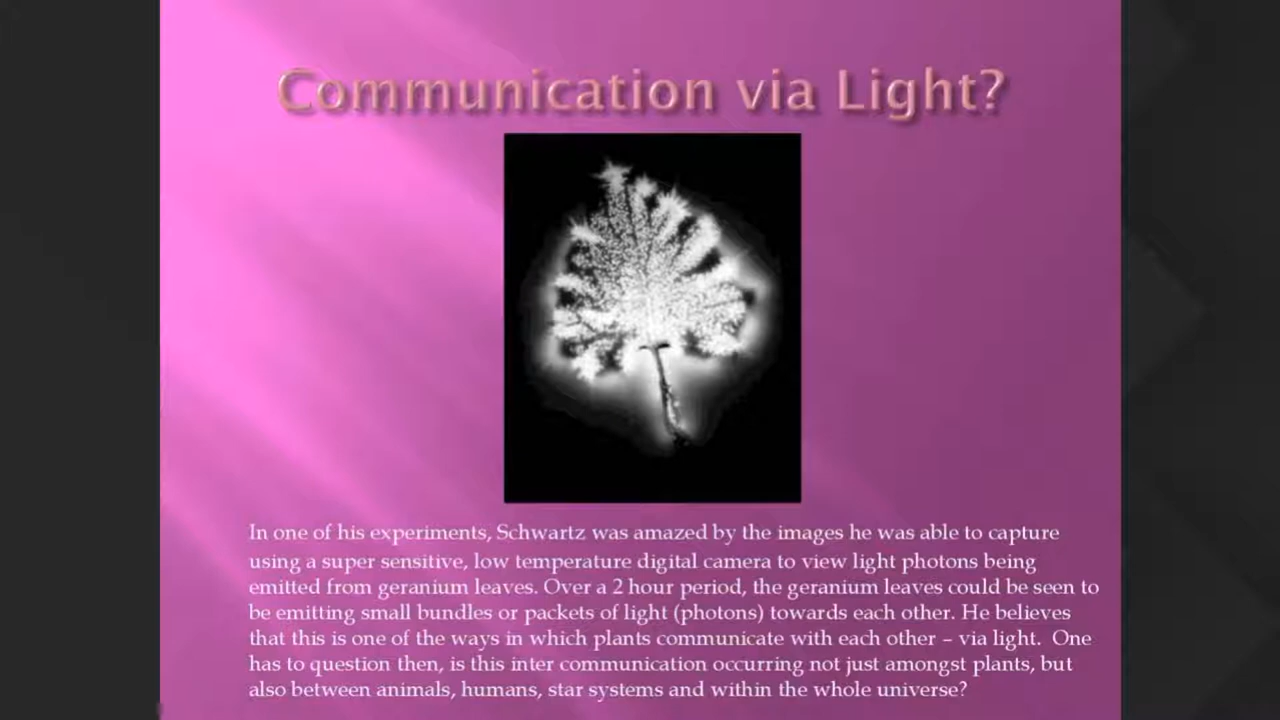 Communication via Light?
In one of his experiments, Schwartz was amazed by the images he was able to capture
using a super sensitive, low temperature digital camera to view light photons being
emitted from geranium leaves. Over a 2 hour period, the geranium leaves could be seen to
be emitting small bundles or packets of light (photons) towards each other. He believes
that this is one of the ways in which plants communicate with each other – via light.  One
has to question then, is this inter communication occurring not just amongst plants, but
also between animals, humans, star systems and within the whole universe?